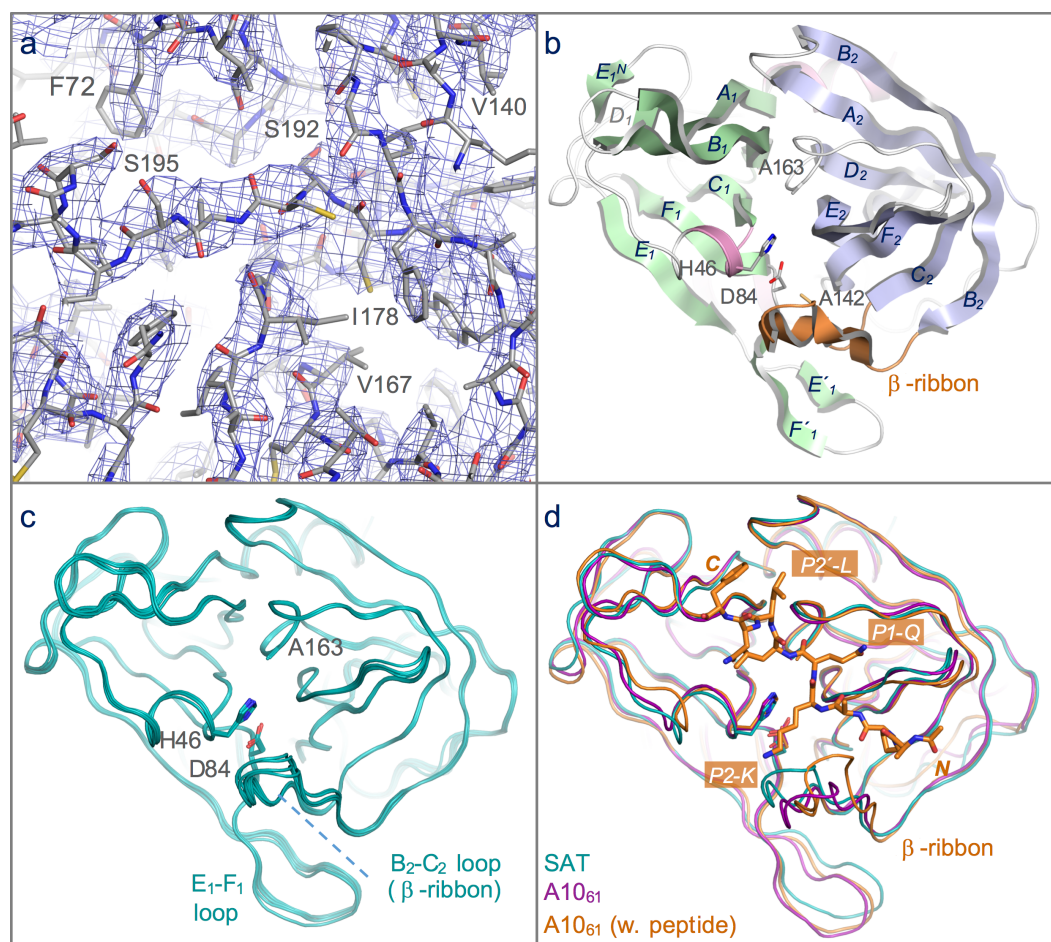 a
F72
S192
V140
S195
I178
V167
b
E₁ᴺ
B₂
D₁
A₁
A₂
B₁
A163
D₂
C₁
E₂
F₁
F₂
E₁
H46
C₂
D84
A142
B₂
β-ribbon
E´₁
F´₁
c
A163
H46
D84
B₂-C₂ loop
(β-ribbon)
E₁-F₁
loop
d
C
P2´-L
P1-Q
P2-K
N
β-ribbon
SAT
A10₆₁
A10₆₁ (w. peptide)